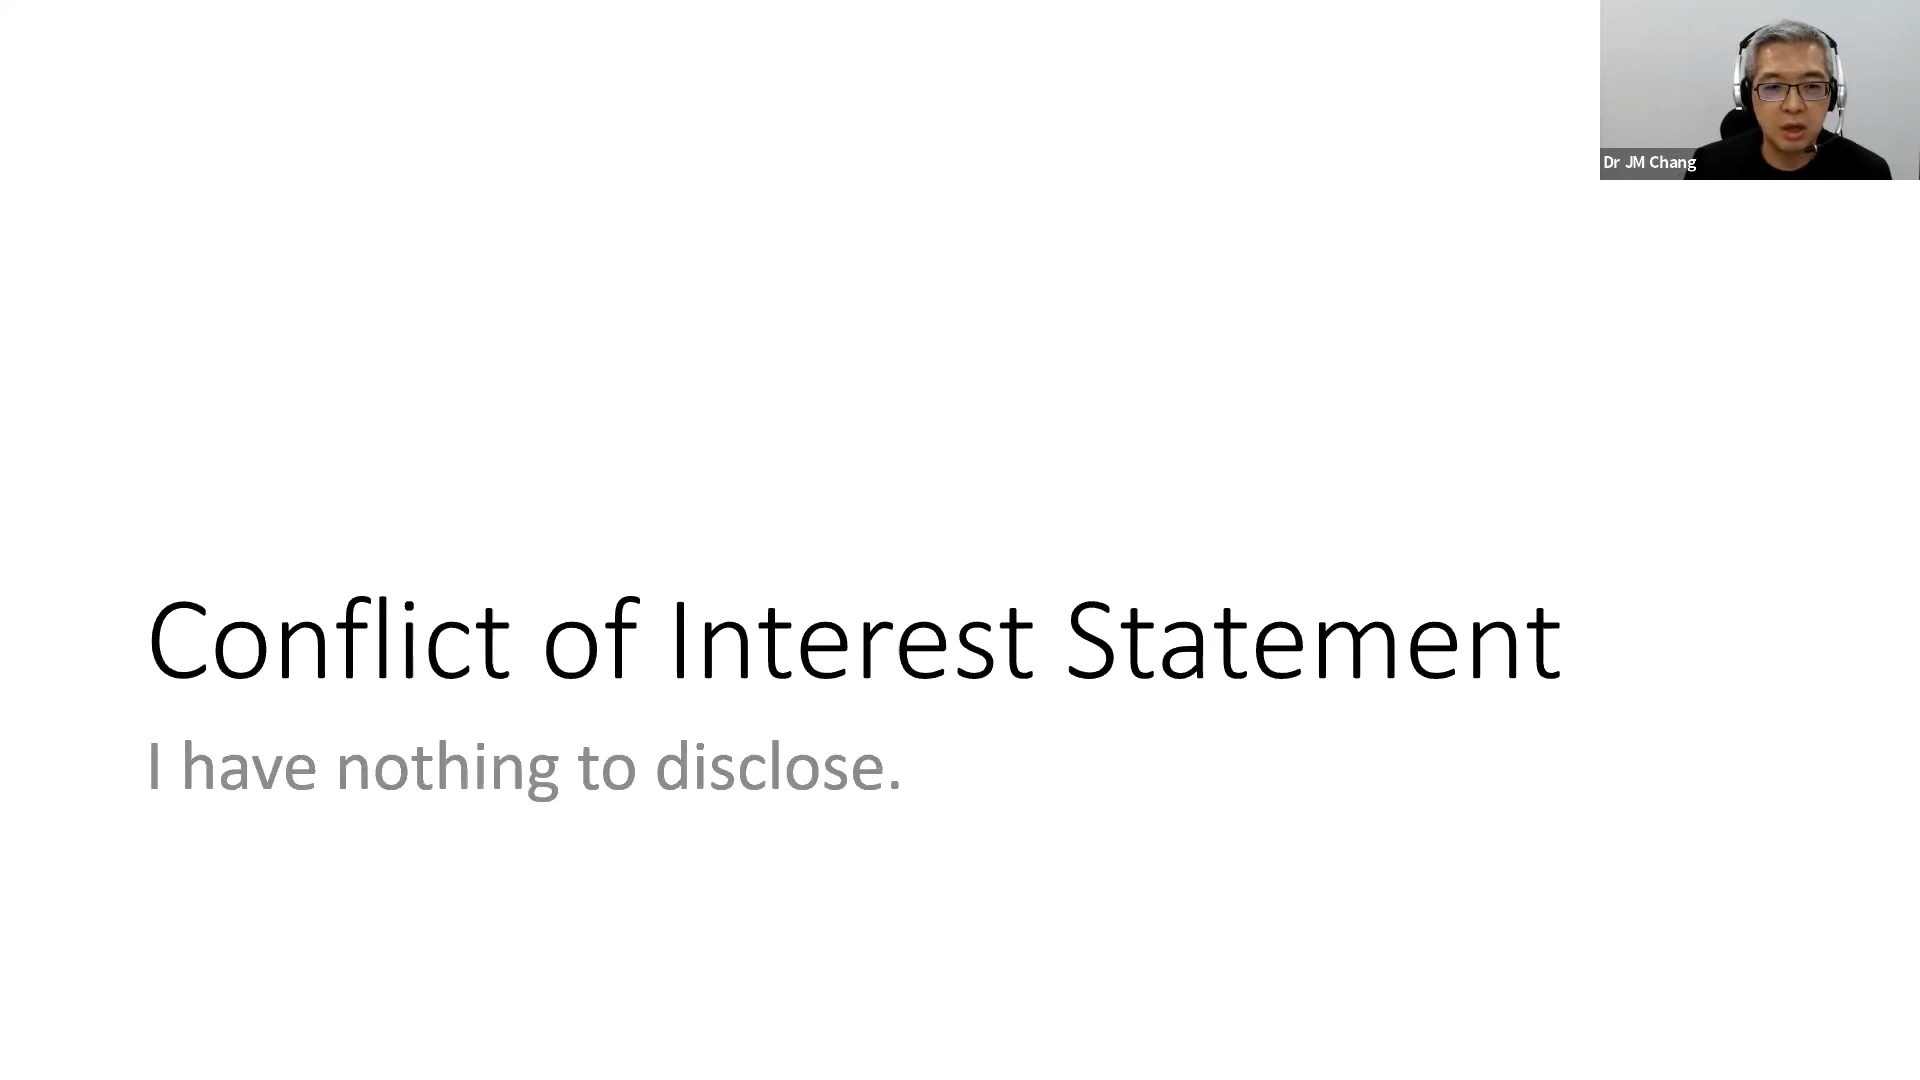 Dr JM Chang
Conflict of Interest Statement
I have nothing to disclose.